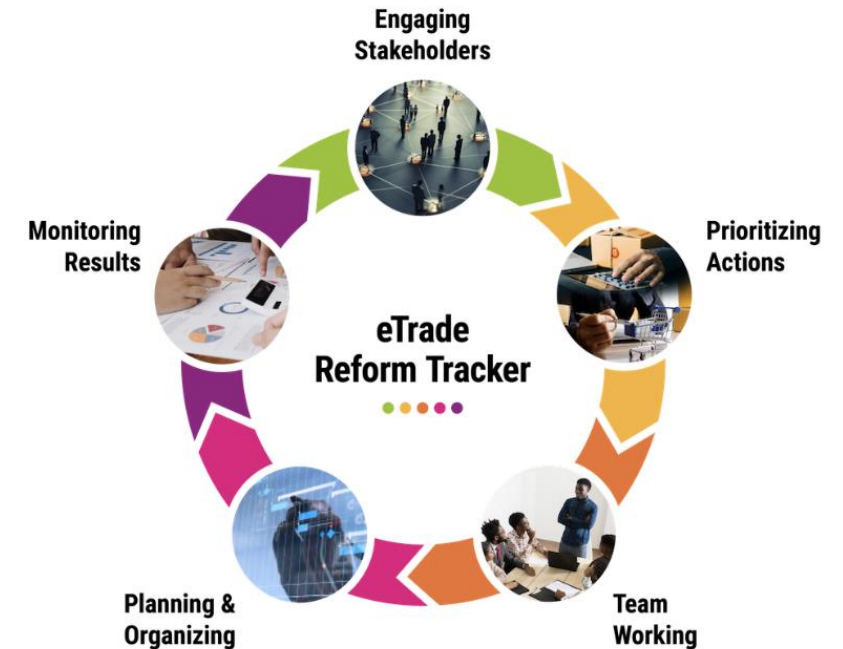 Engaging
Stakeholders
Monitoring
Results
Prioritizing
Actions
eTrade
Reform Tracker
Planning &
Organizing
Team
Working